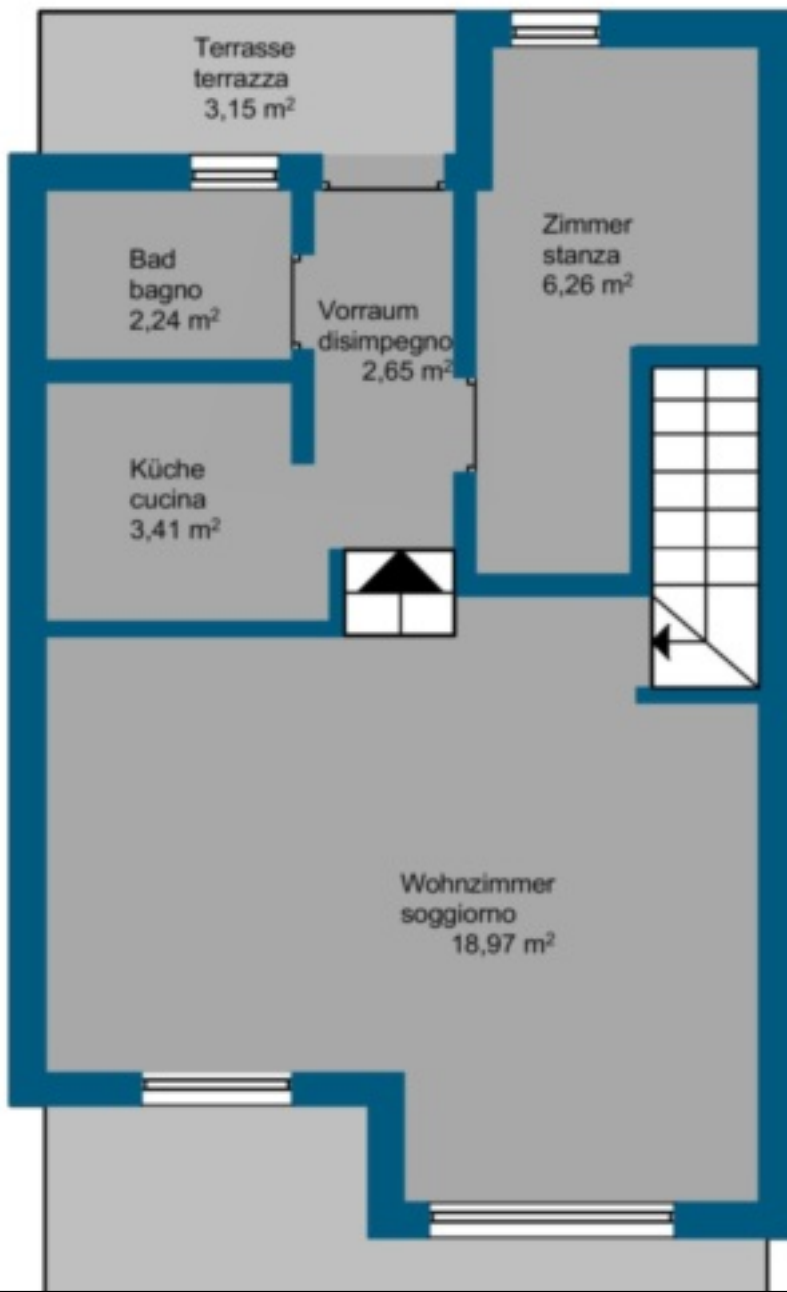 Terrasse
terrazza
3,15 m²
Zimmer
stanza
6,26 m²
Bad
bagno
2,24 m²
Vorraum
disimpegno
2,65 m²
Küche
cucina
3,41 m²
Wohnzimmer
soggiorno
18,97 m²